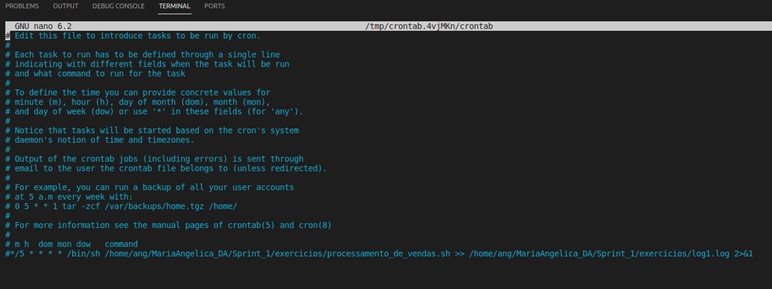 PROBLEMS OUTPUT DEBUG CONSOLE TERMINAL PORTS
GNU nano 6.2 /tmp/crontab.4vjMKn/crontab
# Edit this file to introduce tasks to be run by cron.
#
# Each task to run has to be defined through a single line
# indicating with different fields when the task will be run
# and what command to run for the task
#
# To define the time you can provide concrete values for
# minute (m), hour (h), day of month (dom), month (mon),
# and day of week (dow) or use '*' in these fields (for 'any').
#
# Notice that tasks will be started based on the cron's system
# daemon's notion of time and timezones.
#
# Output of the crontab jobs (including errors) is sent through
# email to the user the crontab file belongs to (unless redirected).
#
# For example, you can run a backup of all your user accounts
# at 5 a.m every week with:
# 0 5 * * 1 tar -zcf /var/backups/home.tgz /home/
#
# For more information see the manual pages of crontab(5) and cron(8)
#
# m h  dom mon dow   command
#*/5 * * * * /bin/sh /home/ang/MariaAngelica_DA/Sprint_1/exercicios/processamento_de_vendas.sh >> /home/ang/MariaAngelica_DA/Sprint_1/exercicios/log1.log 2>&1